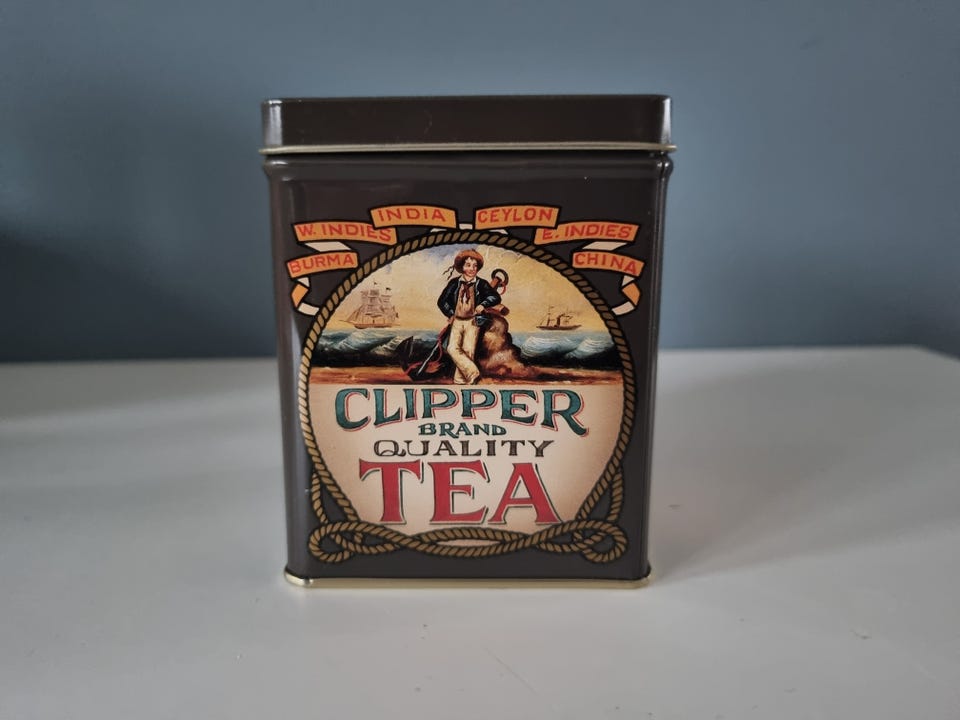 BURMA
W. INDIES
INDIA
CEYLON
E. INDIES
CHINA
CLIPPER
BRAND
QUALITY
TEA